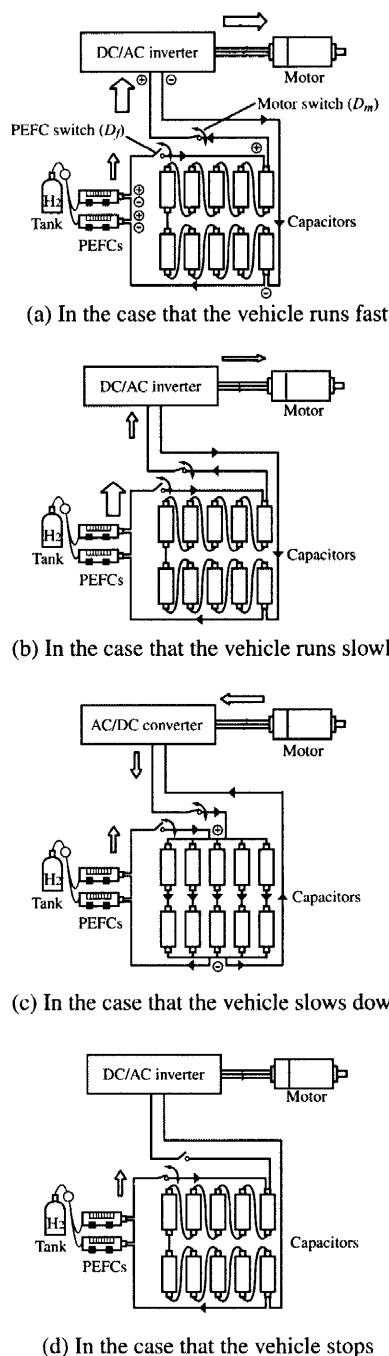 DC/AC inverter
Motor
⊕ ⊖
Motor switch (Dm)
PEFC switch (Df)
⊕
H2
Tank
⊕
⊖
⊕
⊖
PEFCs
Capacitors
⊖
(a) In the case that the vehicle runs fast
DC/AC inverter
Motor
H2
Tank
PEFCs
Capacitors
(b) In the case that the vehicle runs slowl
AC/DC converter
Motor
⊕
H2
Tank
PEFCs
Capacitors
⊖
(c) In the case that the vehicle slows dow
DC/AC inverter
Motor
H2
Tank
PEFCs
Capacitors
(d) In the case that the vehicle stops